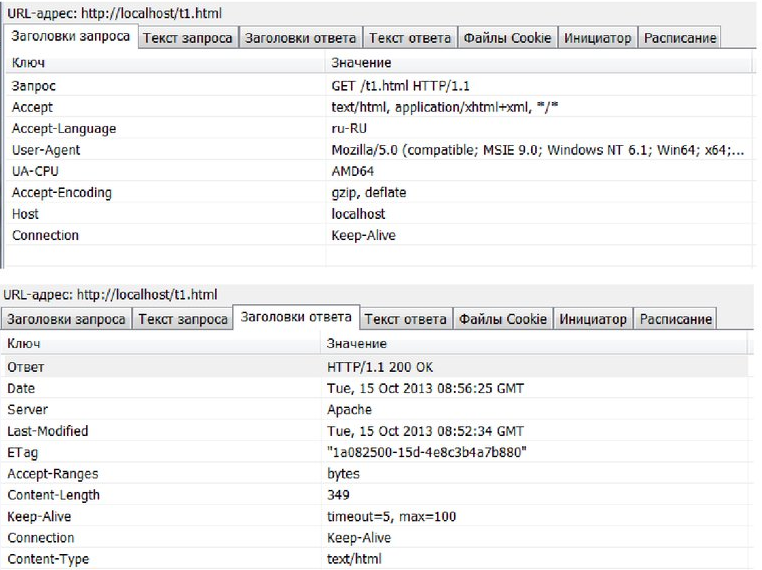 URL-адрес: http://localhost/t1.html
Заголовки запроса Текст запроса Заголовки ответа Текст ответа Файлы Cookie Инициатор Расписание
Ключ Значение
Запрос GET /t1.html HTTP/1.1
Accept text/html, application/xhtml+xml, */*
Accept-Language ru-RU
User-Agent Mozilla/5.0 (compatible; MSIE 9.0; Windows NT 6.1; Win64; x64;...
UA-CPU AMD64
Accept-Encoding gzip, deflate
Host localhost
Connection Keep-Alive
URL-адрес: http://localhost/t1.html
Заголовки запроса Текст запроса Заголовки ответа Текст ответа Файлы Cookie Инициатор Расписание
Ключ Значение
Ответ HTTP/1.1 200 OK
Date Tue, 15 Oct 2013 08:56:25 GMT
Server Apache
Last-Modified Tue, 15 Oct 2013 08:52:34 GMT
ETag "1a082500-15d-4e8c3b4a7b880"
Accept-Ranges bytes
Content-Length 349
Keep-Alive timeout=5, max=100
Connection Keep-Alive
Content-Type text/html